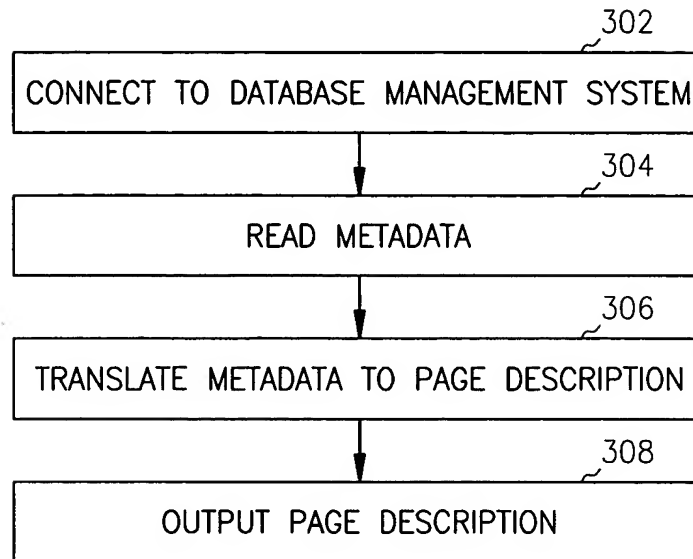 302
CONNECT TO DATABASE MANAGEMENT SYSTEM
304
READ METADATA
306
TRANSLATE METADATA TO PAGE DESCRIPTION
308
OUTPUT PAGE DESCRIPTION